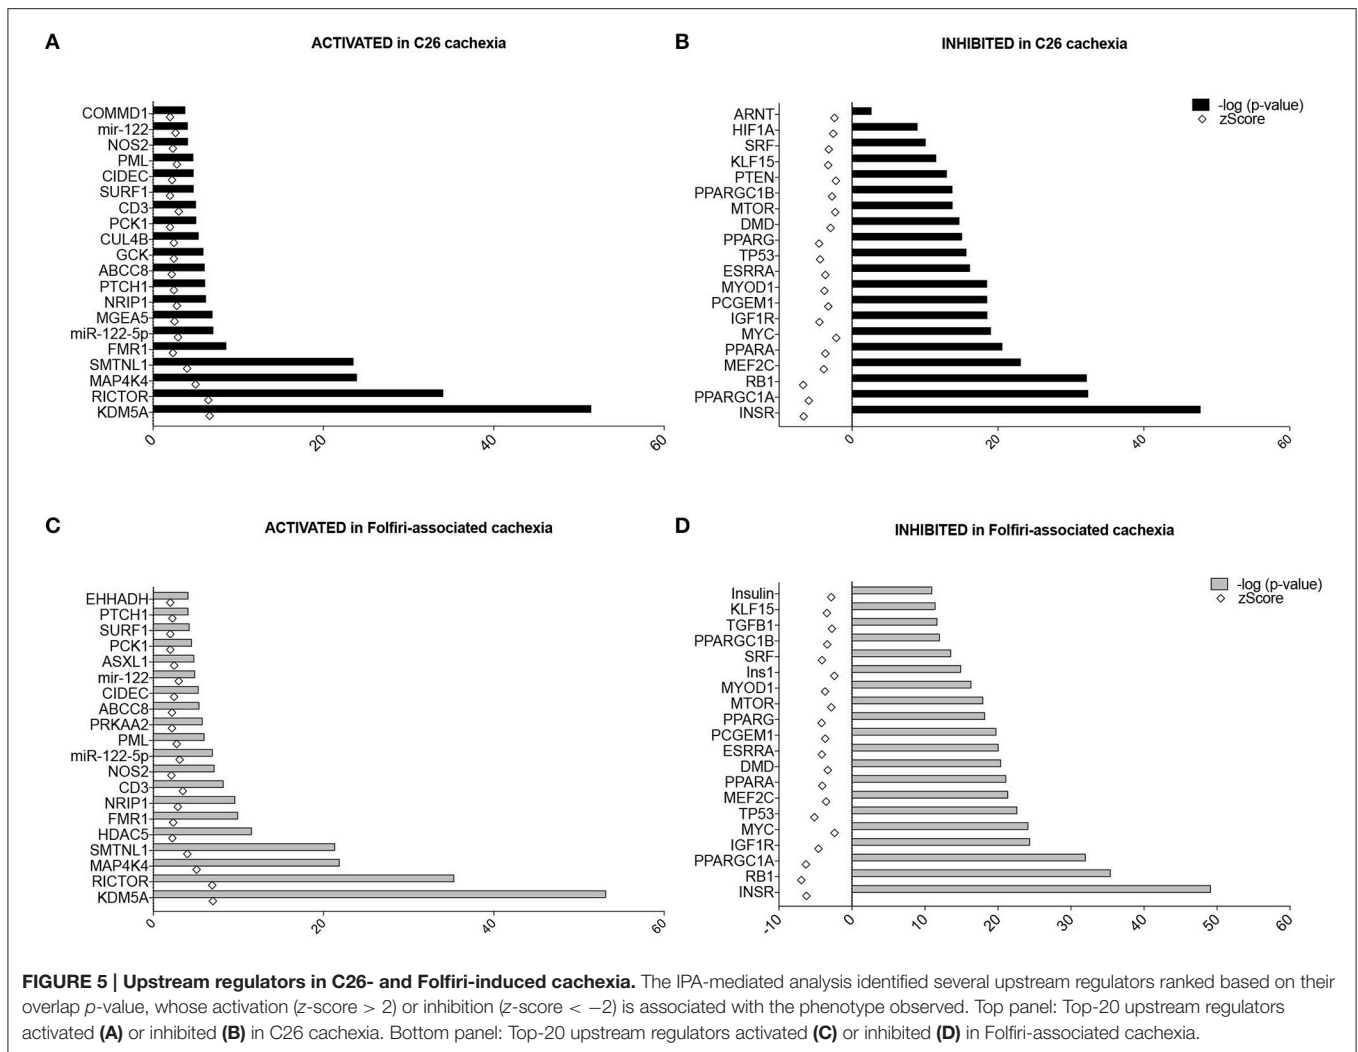 A
ACTIVATED in C26 cachexia
COMMD1
mir-122
NOS2
PML
CIDEC
SURF1
CD3
PCK1
CUL4B
GCK
ABCC8
PTCH1
NRIP1
MGEA5
miR-122-5p
FMR1
SMTNL1
MAP4K4
RICTOR
KDM5A
0 20 40 60
B
INHIBITED in C26 cachexia
-log (p-value)
zScore
ARNT
HIF1A
SRF
KLF15
PTEN
PPARGC1B
MTOR
DMD
PPARG
TP53
ESRRA
MYOD1
PCGEM1
IGF1R
MYC
PPARA
MEF2C
RB1
PPARGC1A
INSR
0 20 40 60
C
ACTIVATED in Folfiri-associated cachexia
EHHADH
PTCH1
SURF1
PCK1
ASXL1
mir-122
CIDEC
ABCC8
PRKAA2
PML
miR-122-5p
NOS2
CD3
NRIP1
FMR1
HDAC5
SMTNL1
MAP4K4
RICTOR
KDM5A
0 20 40 60
D
INHIBITED in Folfiri-associated cachexia
-log (p-value)
zScore
Insulin
KLF15
TGFB1
PPARGC1B
SRF
Ins1
MYOD1
MTOR
PPARG
PCGEM1
ESRRA
DMD
PPARA
MEF2C
TP53
MYC
IGF1R
PPARGC1A
RB1
INSR
-10 0 10 20 30 40 50 60
FIGURE 5 | Upstream regulators in C26- and Folfiri-induced cachexia. The IPA-mediated analysis identified several upstream regulators ranked based on their
overlap p-value, whose activation (z-score > 2) or inhibition (z-score < −2) is associated with the phenotype observed. Top panel: Top-20 upstream regulators
activated (A) or inhibited (B) in C26 cachexia. Bottom panel: Top-20 upstream regulators activated (C) or inhibited (D) in Folfiri-associated cachexia.